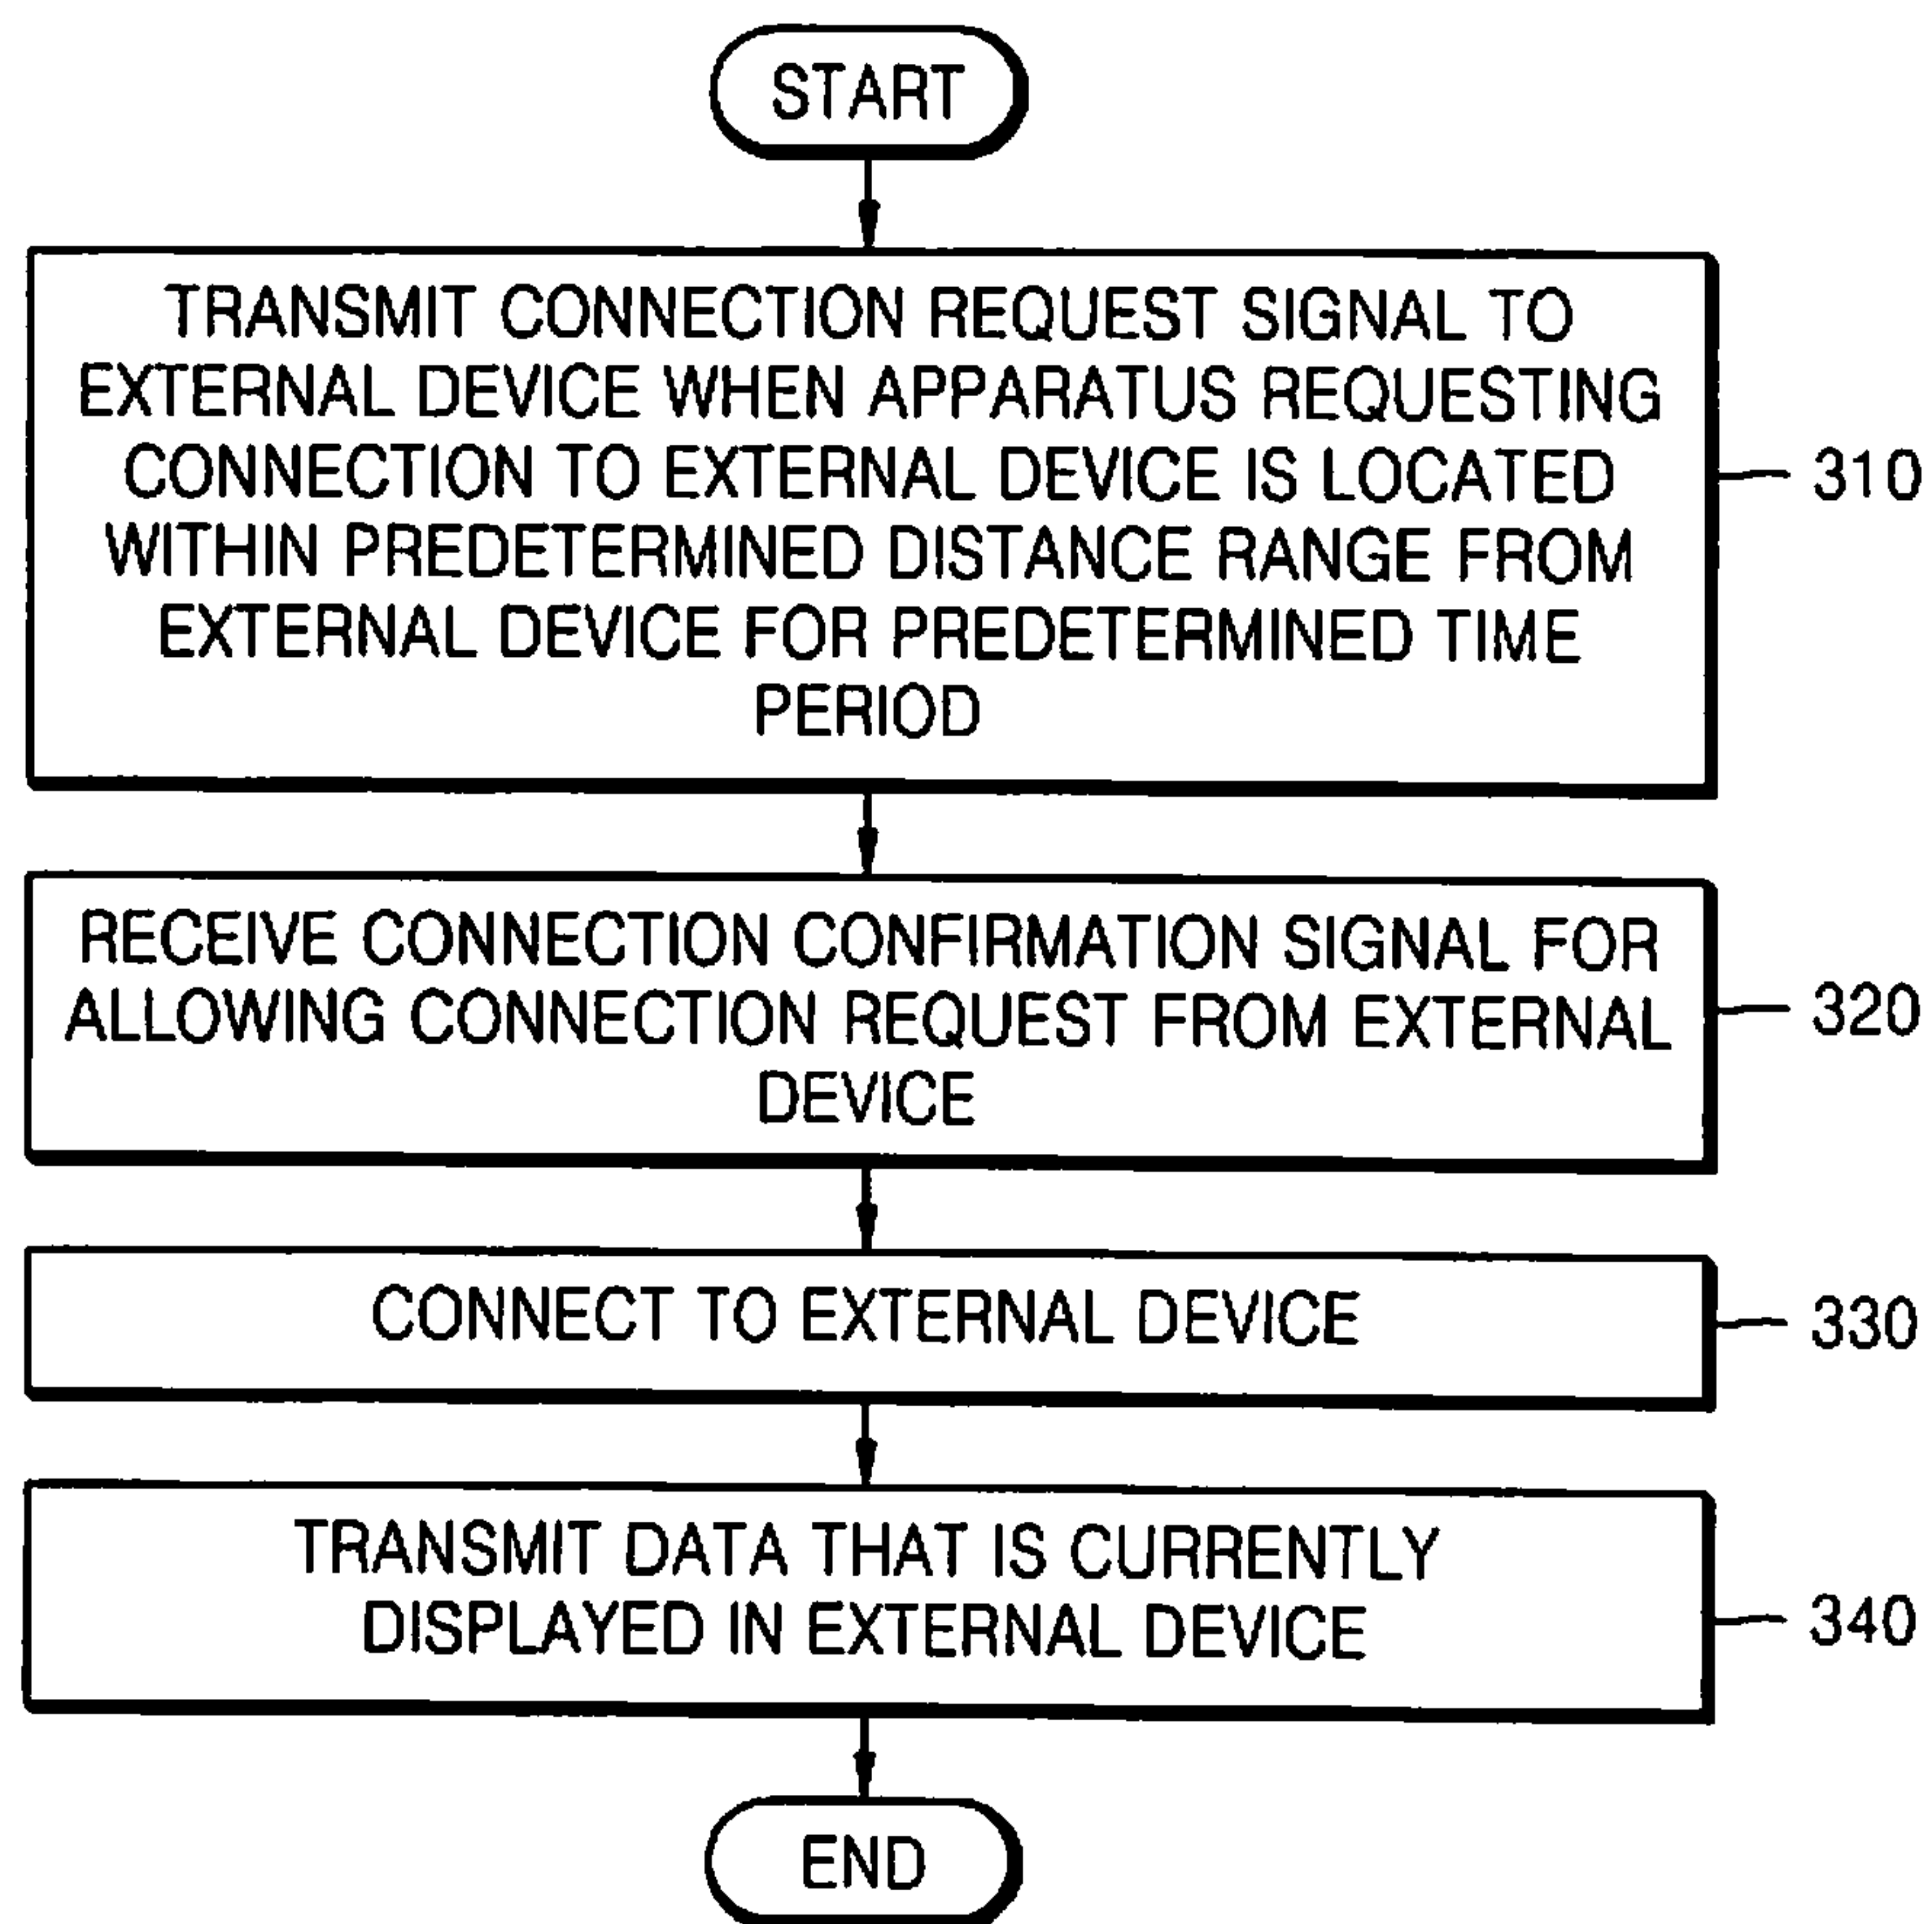 START
TRANSMIT CONNECTION REQUEST SIGNAL TO
EXTERNAL DEVICE WHEN APPARATUS REQUESTING
CONNECTION TO EXTERNAL DEVICE IS LOCATED
WITHIN PREDETERMINED DISTANCE RANGE FROM
EXTERNAL DEVICE FOR PREDETERMINED TIME
PERIOD
310
RECEIVE CONNECTION CONFIRMATION SIGNAL FOR
ALLOWING CONNECTION REQUEST FROM EXTERNAL
DEVICE
320
CONNECT TO EXTERNAL DEVICE
330
TRANSMIT DATA THAT IS CURRENTLY
DISPLAYED IN EXTERNAL DEVICE
340
END